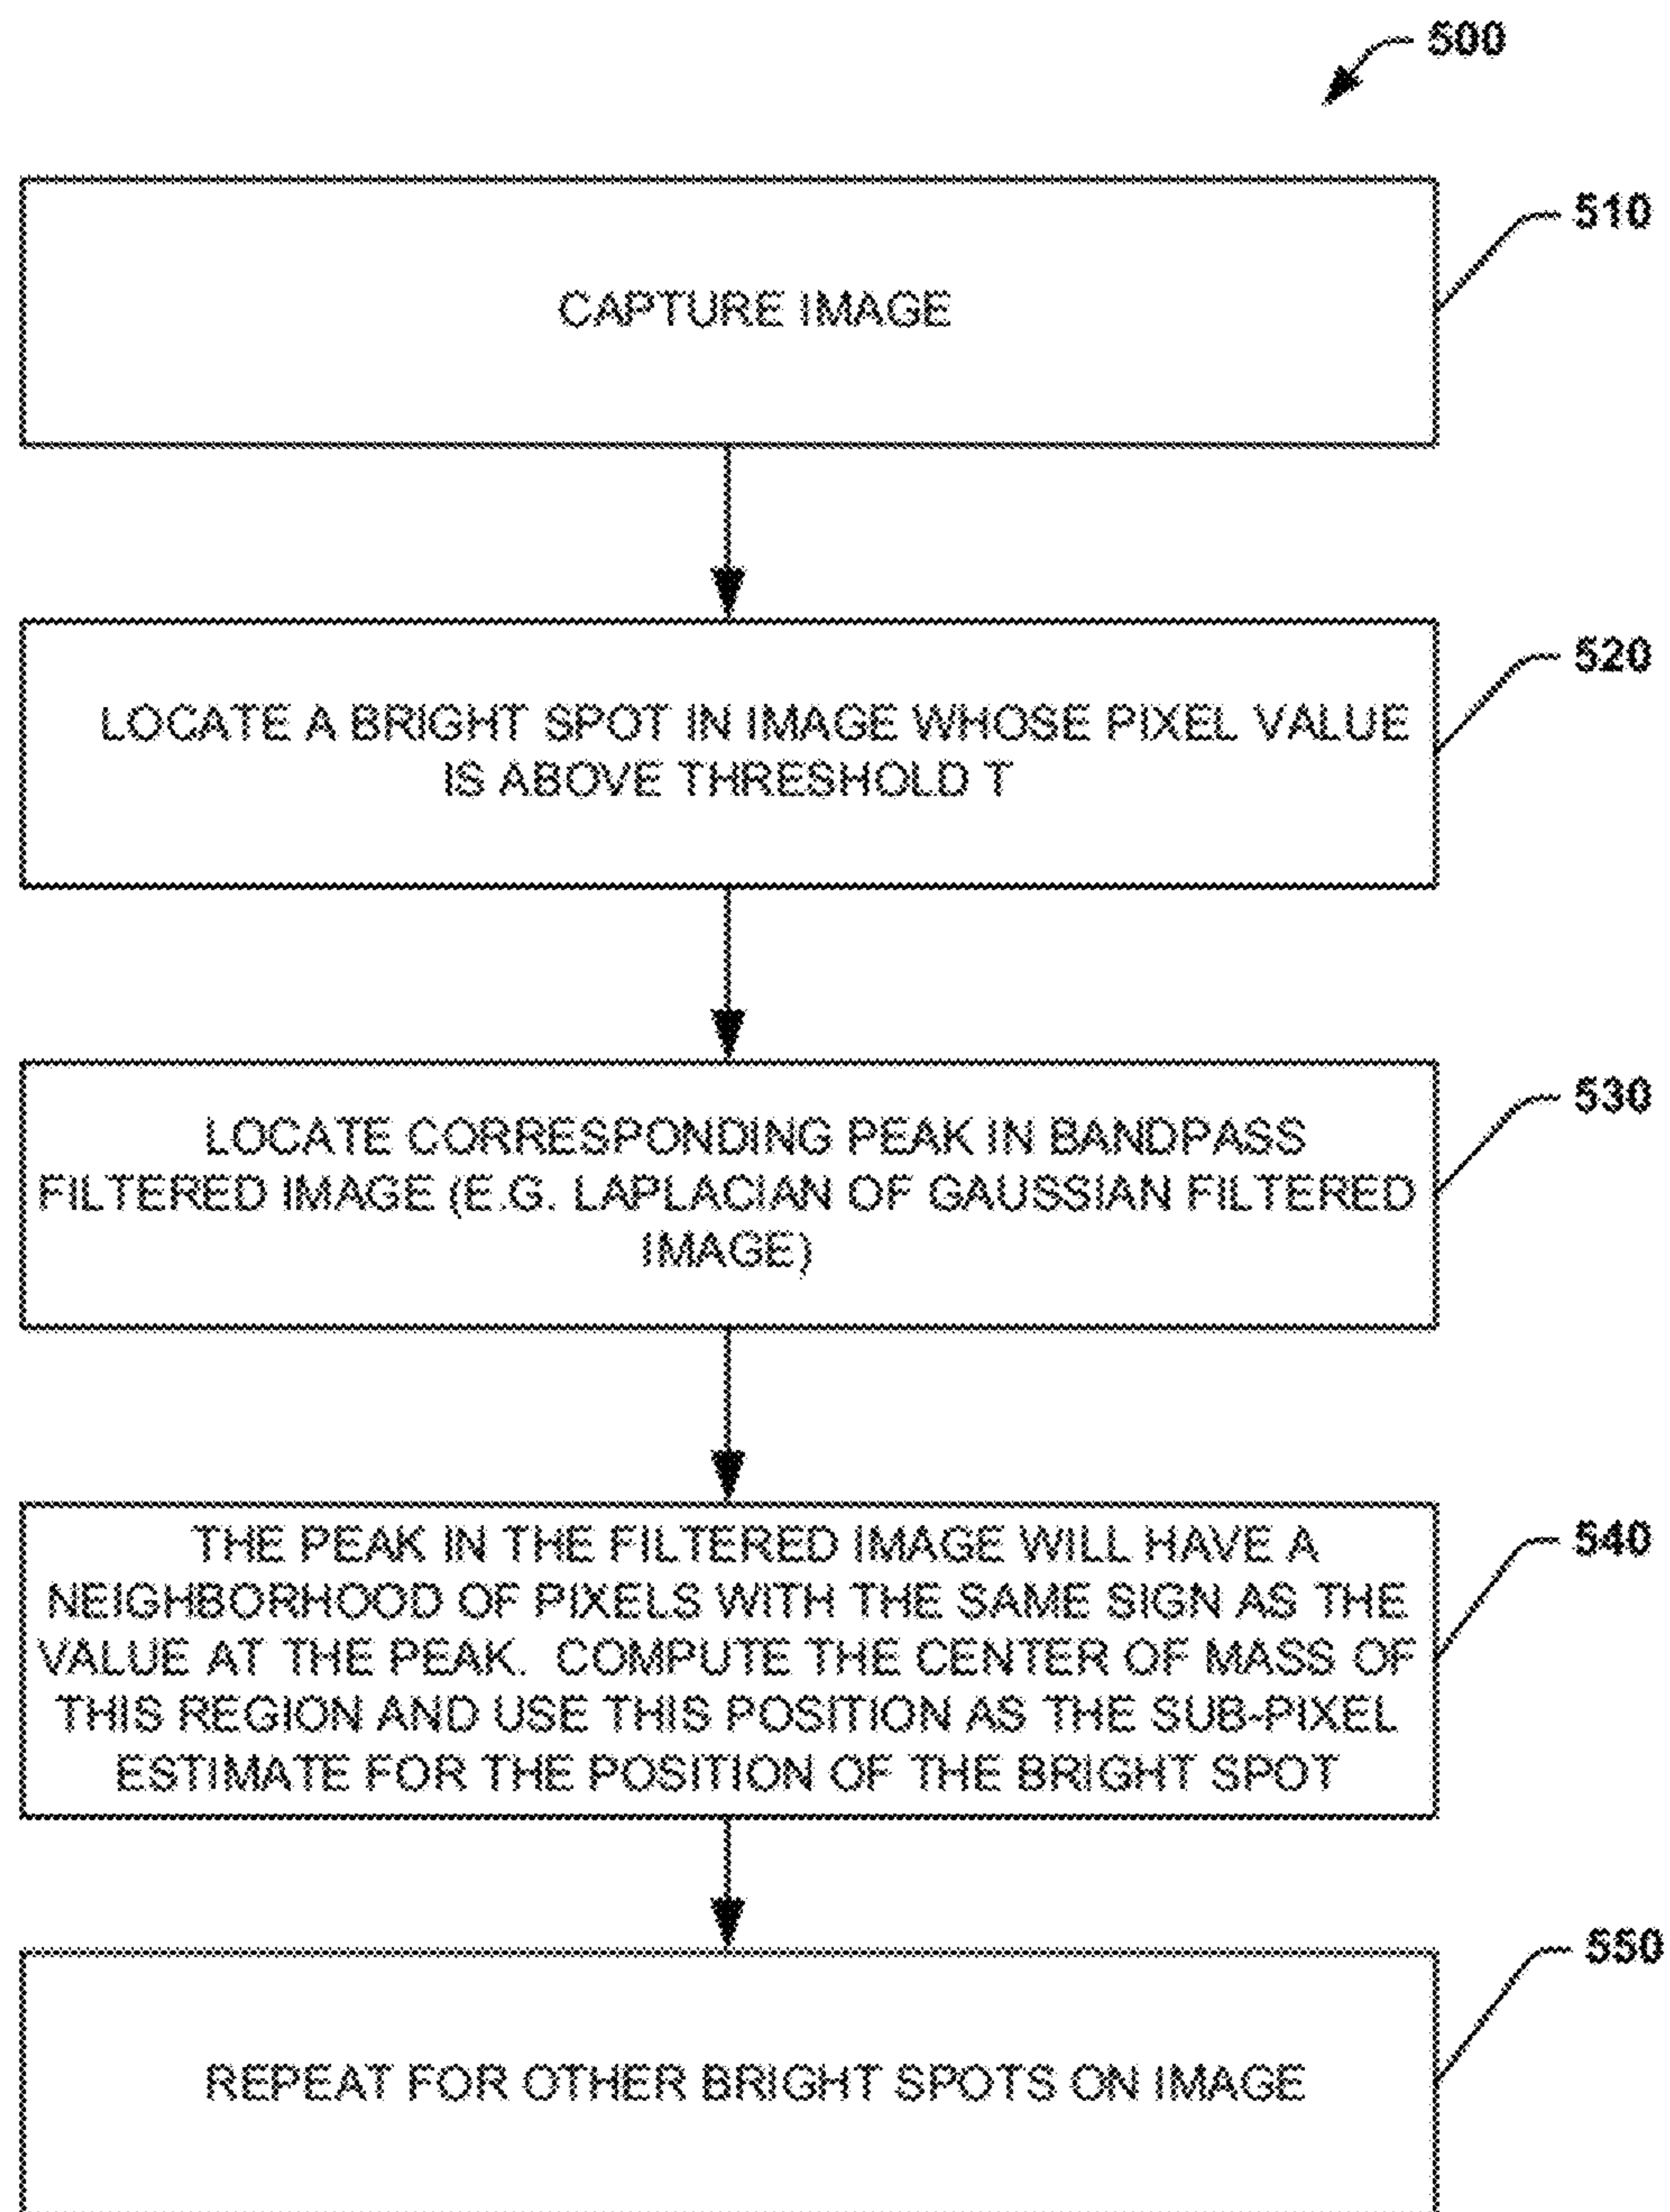 500
510
CAPTURE IMAGE
520
LOCATE A BRIGHT SPOT IN IMAGE WHOSE PIXEL VALUE
IS ABOVE THRESHOLD T
530
LOCATE CORRESPONDING PEAK IN BANDPASS
FILTERED IMAGE (E.G. LAPLACIAN OF GAUSSIAN FILTERED
IMAGE)
540
THE PEAK IN THE FILTERED IMAGE WILL HAVE A
NEIGHBORHOOD OF PIXELS WITH THE SAME SIGN AS THE
VALUE AT THE PEAK. COMPUTE THE CENTER OF MASS OF
THIS REGION AND USE THIS POSITION AS THE SUB-PIXEL
ESTIMATE FOR THE POSITION OF THE BRIGHT SPOT
550
REPEAT FOR OTHER BRIGHT SPOTS ON IMAGE